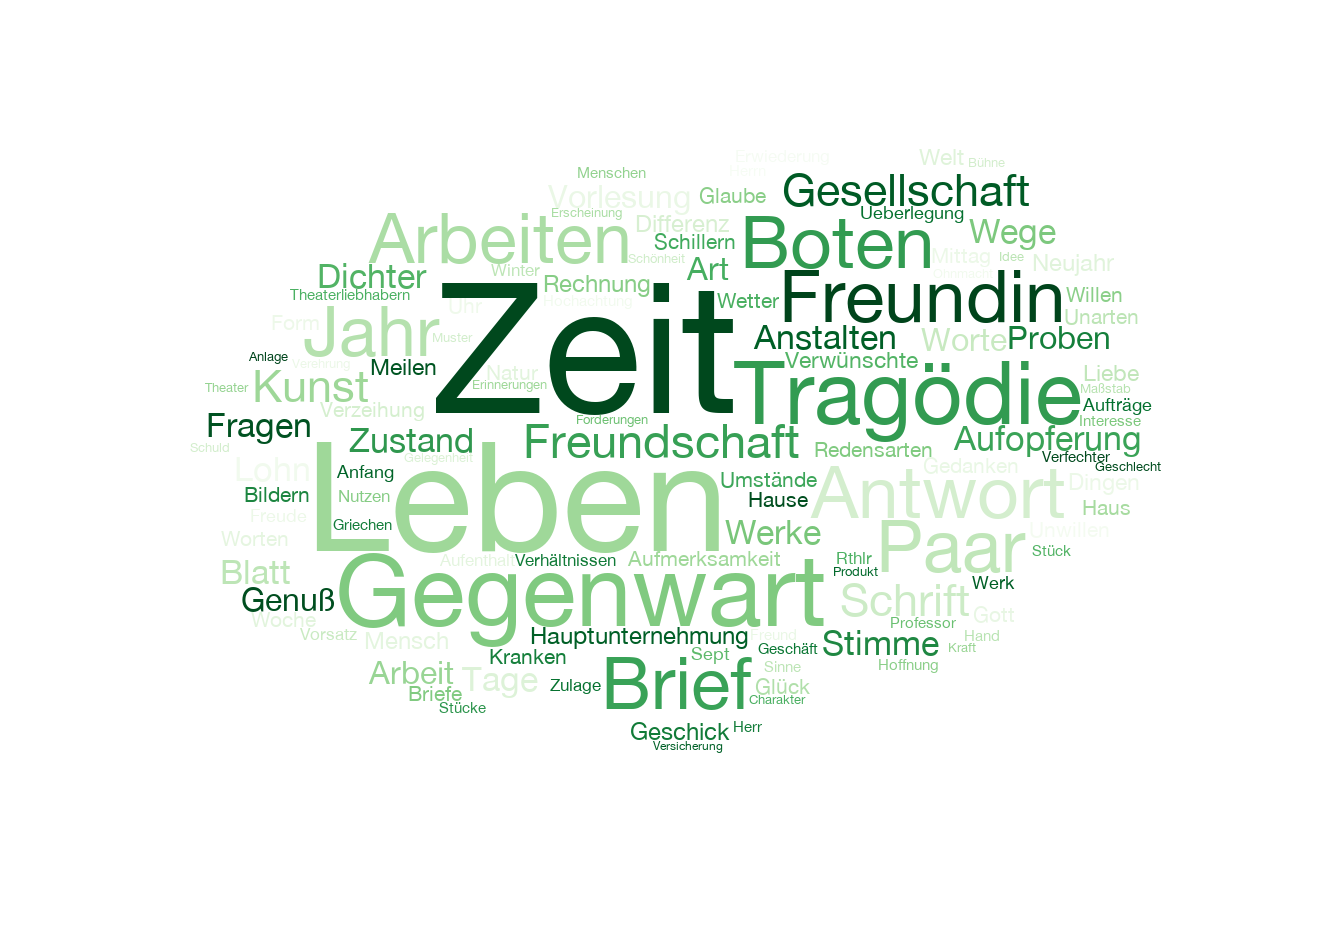 Erwiederung
Welt
Bühne
Menschen
Vorlesung
Glaube
Gesellschaft
Erscheinung
Differenz
Ueberlegung
Arbeiten
Schillern
Boten
Wege
Schönheit
Mittag
Idee
Neujahr
Dichter
Winter
Rechnung
Art
Freundin
Theaterliebhabern
Hochachtung
Wetter
Willen
Uhr
Zeit
Form
Jahr
Muster
Anstalten
Worte
Proben
Unarten
Anlage
Verehrung
Meilen
Natur
Verwünschte
Liebe
Theater
Kunst
Erinnerungen
Tragödie
Maßstab
Verzeihung
Aufträge
Fragen
Forderungen
Interesse
Schuld
Zustand
Freundschaft
Redensarten
Aufopferung
Gelegenheit
Verfechter
Lohn
Anfang
Gedanken
Geschlecht
Bildern
Nutzen
Leben
Umstände
Hause
Antwort
Dingen
Haus
Freude
Griechen
Worten
Werke
Paar
Unwillen
Aufenthalt
Verhältnissen
Aufmerksamkeit
Rthlr
Stück
Blatt
Gegenwart
Produkt
Werk
Genuß
Schrift
Woche
Gott
Vorsatz
Mensch
Hauptunternehmung
Freund
Professor
Stimme
Hand
Kranken
Sept
Geschäft
Kraft
Arbeit
Tage
Sinne
Hoffnung
Briefe
Zulage
Brief
Glück
Stücke
Charakter
Geschick
Herr
Versicherung